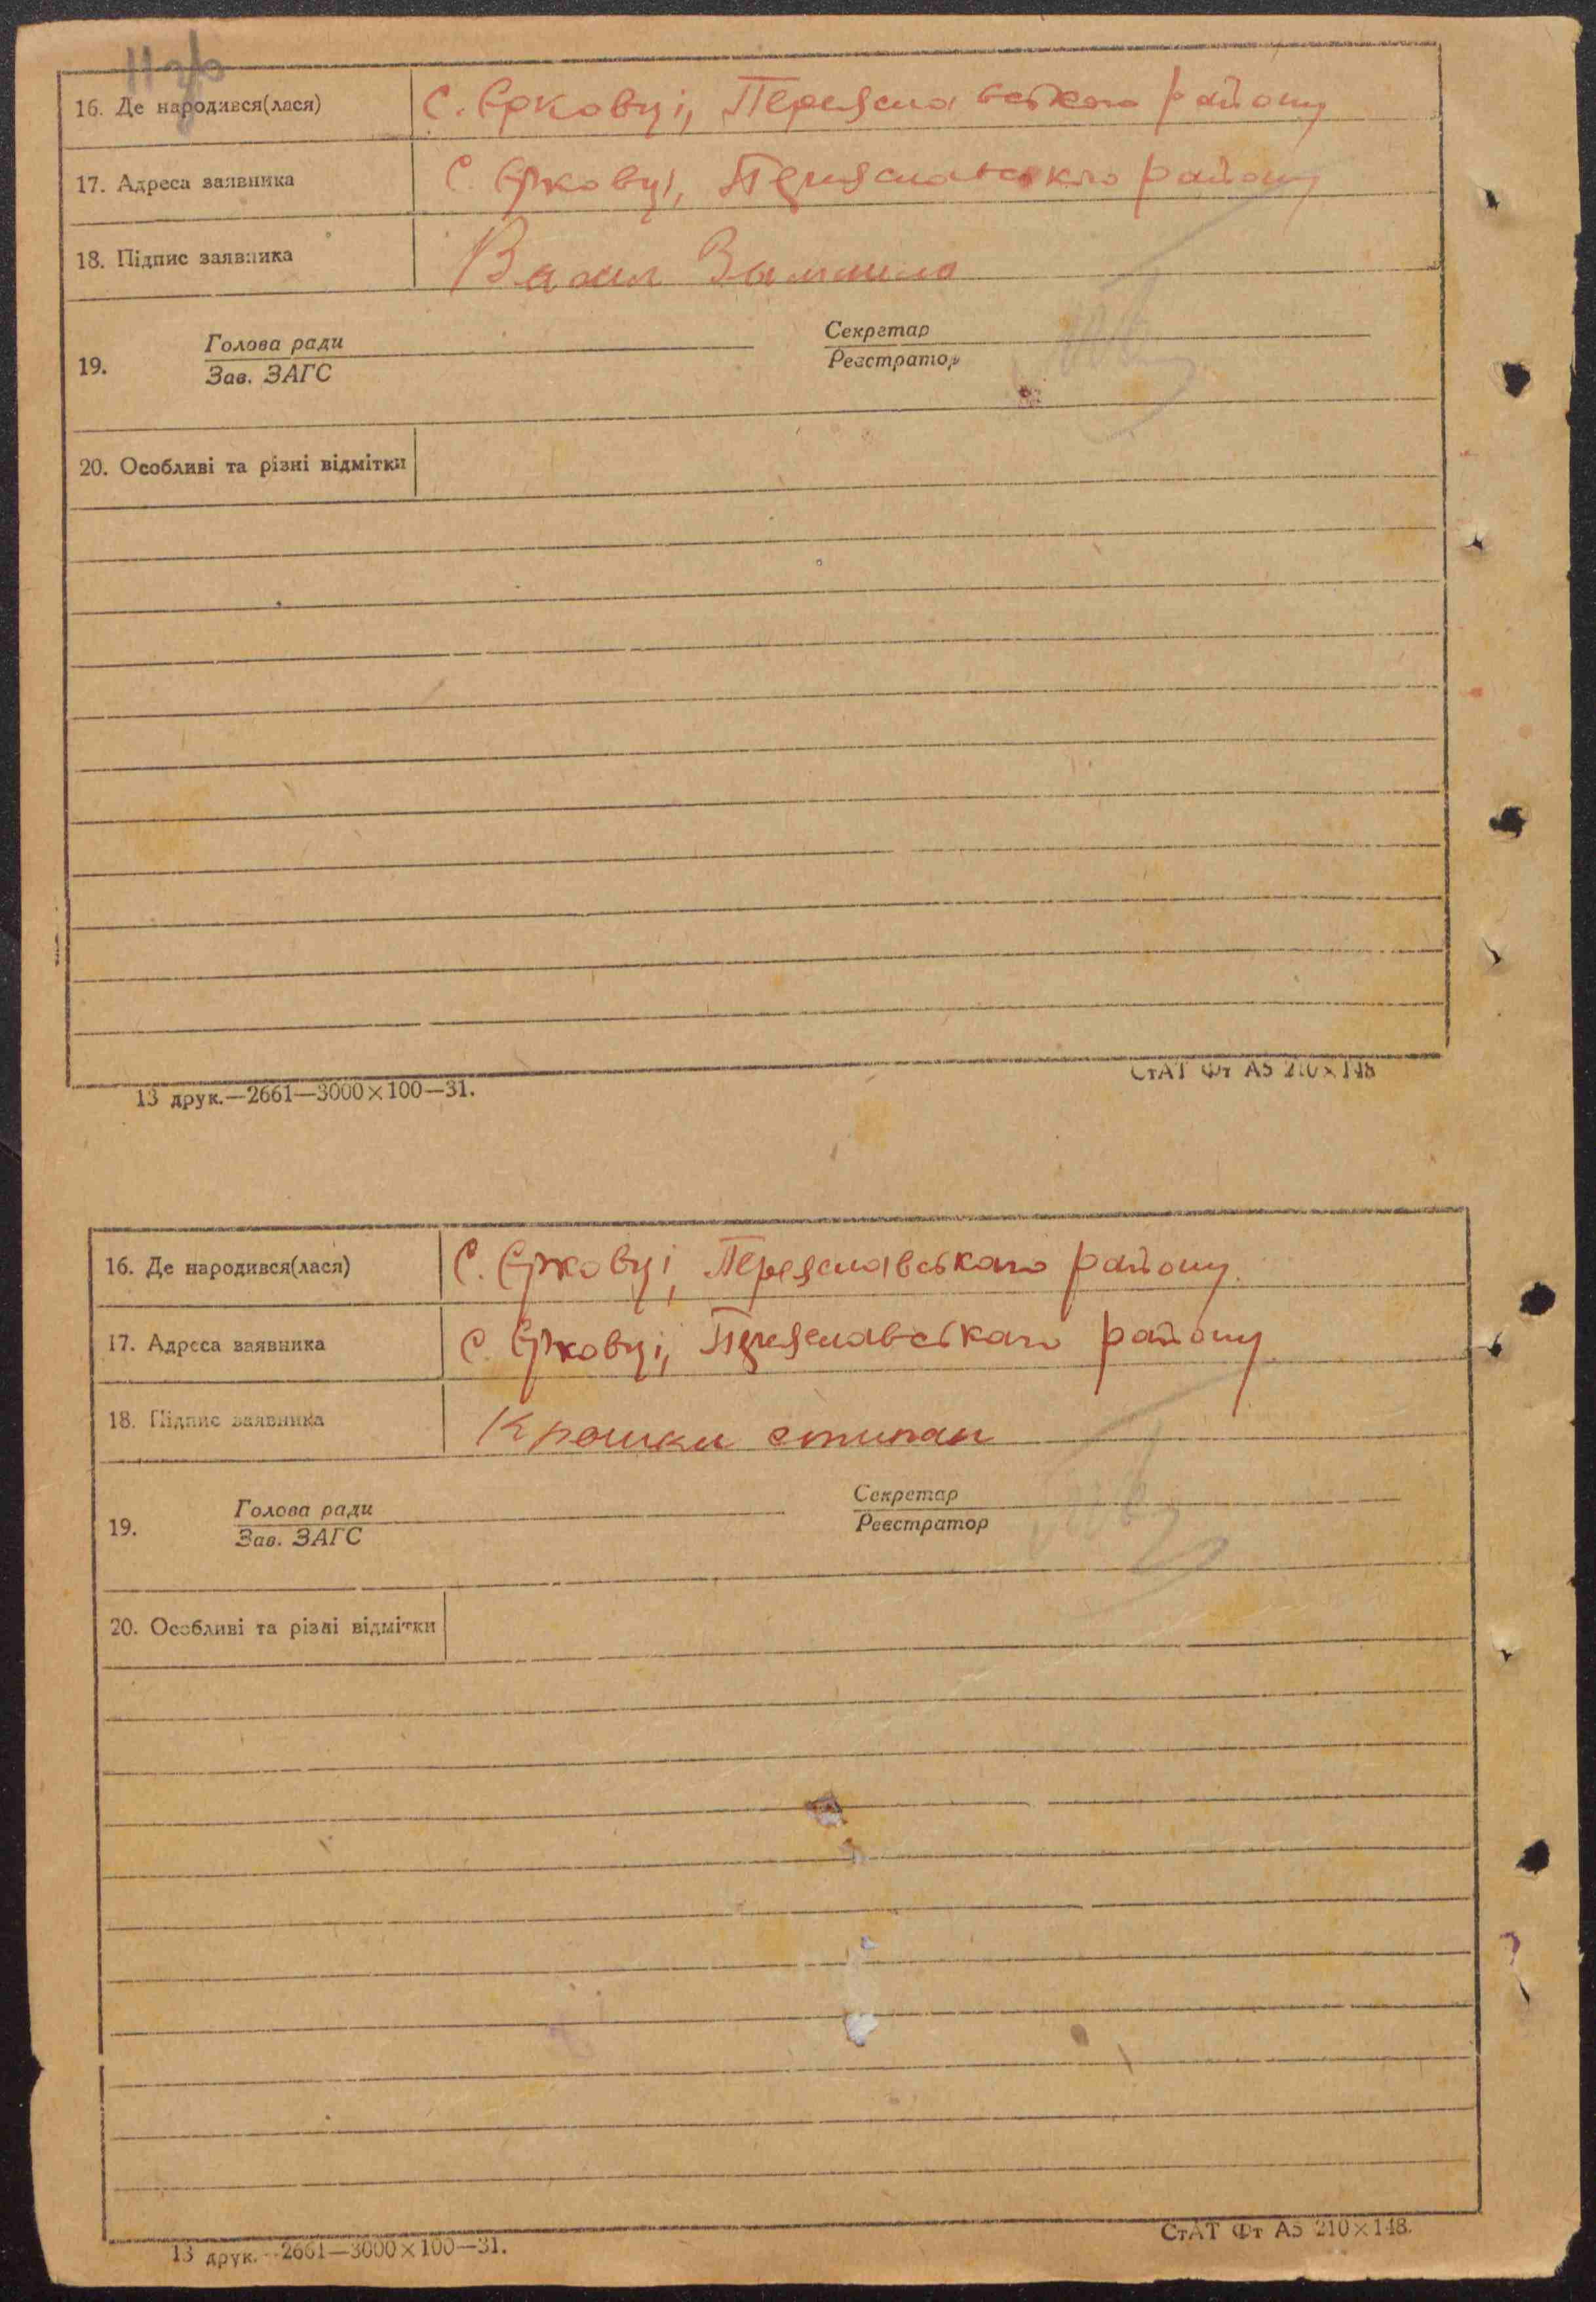 16. Де народився(лася) С. Єрковці, Переяславського району
17. Адреса заявника С. Єрковці, Переяславського району
18. Підпис заявника
Голова ради Секретар
19. Зав. ЗАГС Реєстратор
20. Особливі та різні відмітки
13 друк.—2661—3000×100—31. СтАТ Фт А5 210×148
16. Де народився(лася) С. Єрковці, Переяславського району
17. Адреса заявника С. Єрковці, Переяславського району
18. Підпис заявника Крошки
Голова ради Секретар
19. Зав. ЗАГС Реєстратор
20. Особливі та різні відмітки
13 друк.—2661—3000×100—31. СтАТ Фт А5 210×148.